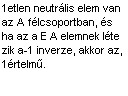 1etlen neutrális elem van
az A félcsoportban, és
ha az a E A elemnek léte
zik a-1 inverze, akkor az,
1értelmű.